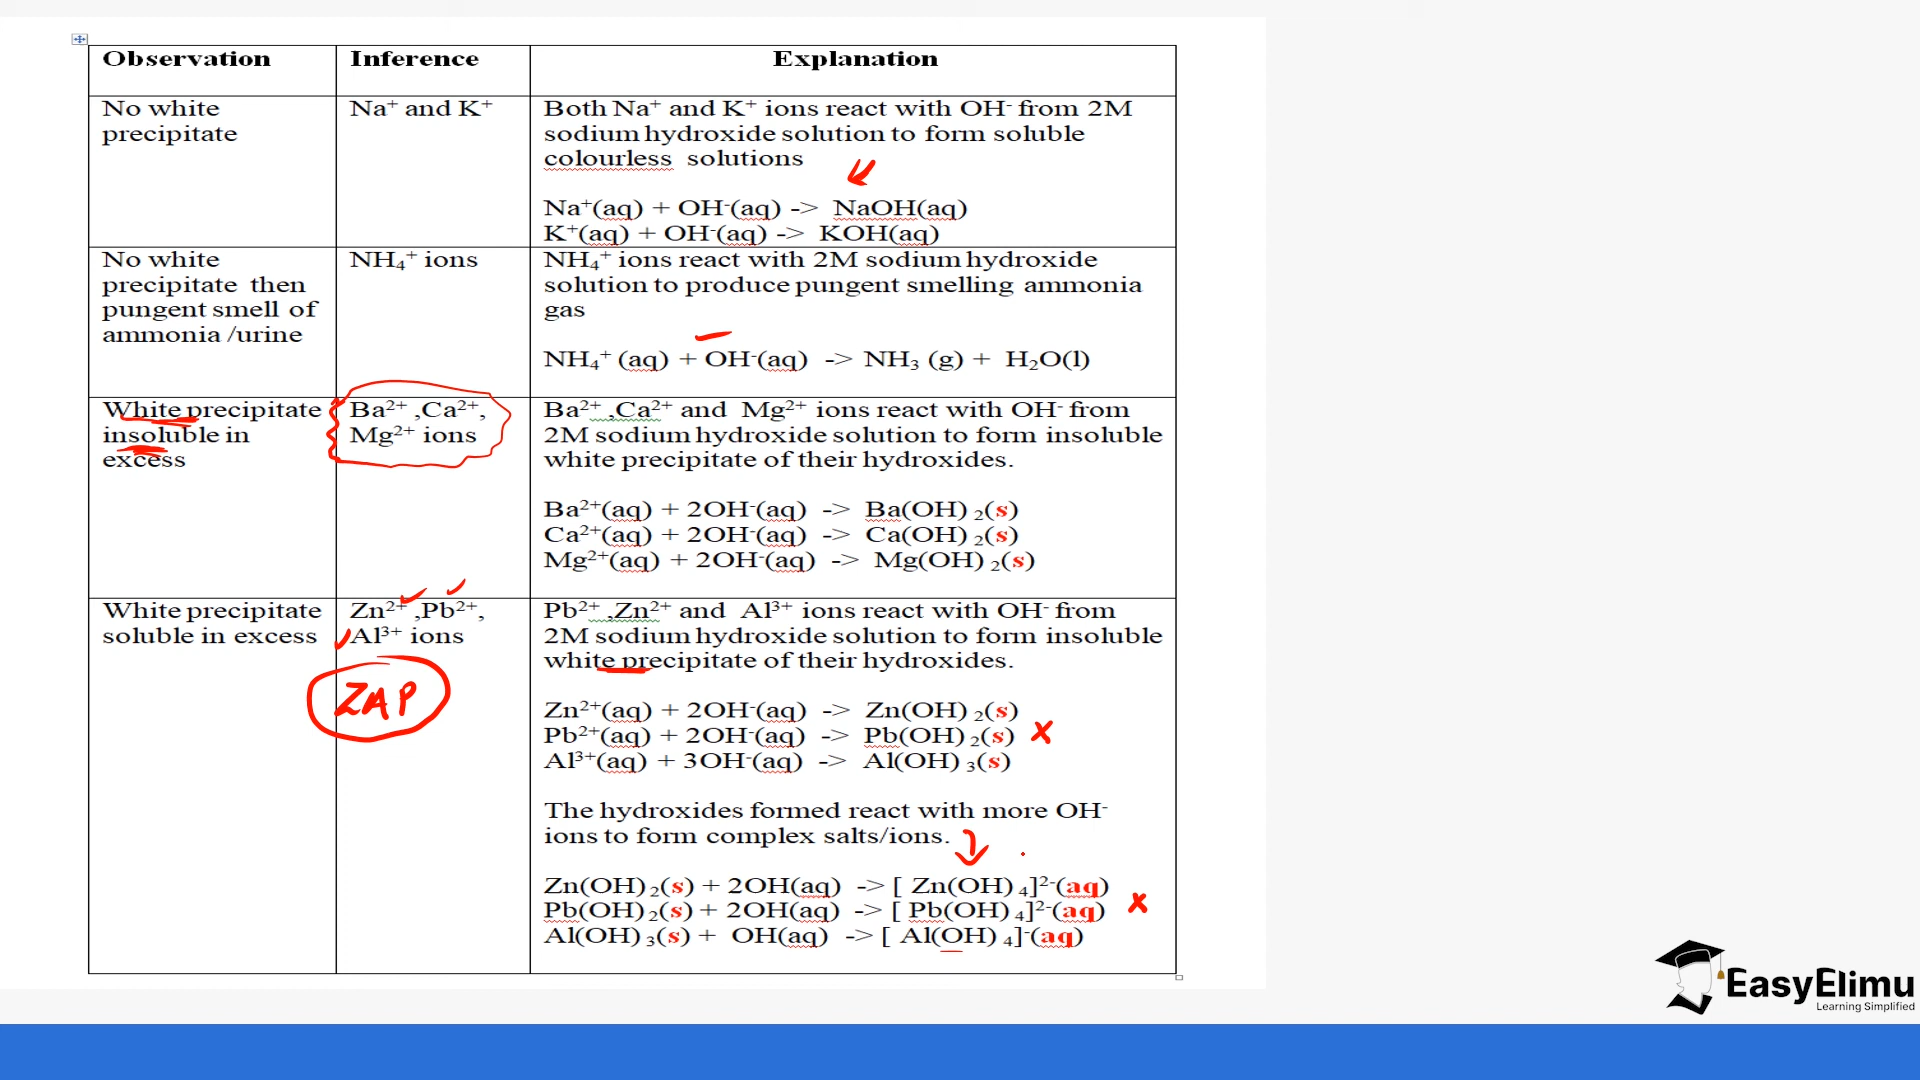 Observation
Inference
Explanation
No white
precipitate
Na⁺ and K⁺
Both Na⁺ and K⁺ ions react with OH⁻ from 2M
sodium hydroxide solution to form soluble
colourless solutions
Na⁺(aq) + OH⁻(aq) -> NaOH(aq)
K⁺(aq) + OH⁻(aq) -> KOH(aq)
No white
precipitate then
pungent smell of
ammonia /urine
NH₄⁺ ions
NH₄⁺ ions react with 2M sodium hydroxide
solution to produce pungent smelling ammonia
gas
NH₄⁺ (aq) + OH⁻(aq) -> NH₃ (g) + H₂O(l)
White precipitate
insoluble in
excess
Ba²⁺ ,Ca²⁺,
Mg²⁺ ions
Ba²⁺ ,Ca²⁺ and Mg²⁺ ions react with OH⁻ from
2M sodium hydroxide solution to form insoluble
white precipitate of their hydroxides.
Ba²⁺(aq) + 2OH⁻(aq) -> Ba(OH) ₂(s)
Ca²⁺(aq) + 2OH⁻(aq) -> Ca(OH) ₂(s)
Mg²⁺(aq) + 2OH⁻(aq) -> Mg(OH) ₂(s)
White precipitate
soluble in excess
Zn²⁺ ,Pb²⁺,
Al³⁺ ions
ZAP
Pb²⁺ ,Zn²⁺ and Al³⁺ ions react with OH⁻ from
2M sodium hydroxide solution to form insoluble
white precipitate of their hydroxides.
Zn²⁺(aq) + 2OH⁻(aq) -> Zn(OH) ₂(s)
Pb²⁺(aq) + 2OH⁻(aq) -> Pb(OH) ₂(s)
Al³⁺(aq) + 3OH⁻(aq) -> Al(OH) ₃(s)
The hydroxides formed react with more OH⁻
ions to form complex salts/ions.
Zn(OH) ₂(s) + 2OH(aq) -> [ Zn(OH) ₄]²⁻(aq)
Pb(OH) ₂(s) + 2OH(aq) -> [ Pb(OH) ₄]²⁻(aq)
Al(OH) ₃(s) + OH(aq) -> [ Al(OH) ₄]⁻(aq)
EasyElimu
Learning Simplified